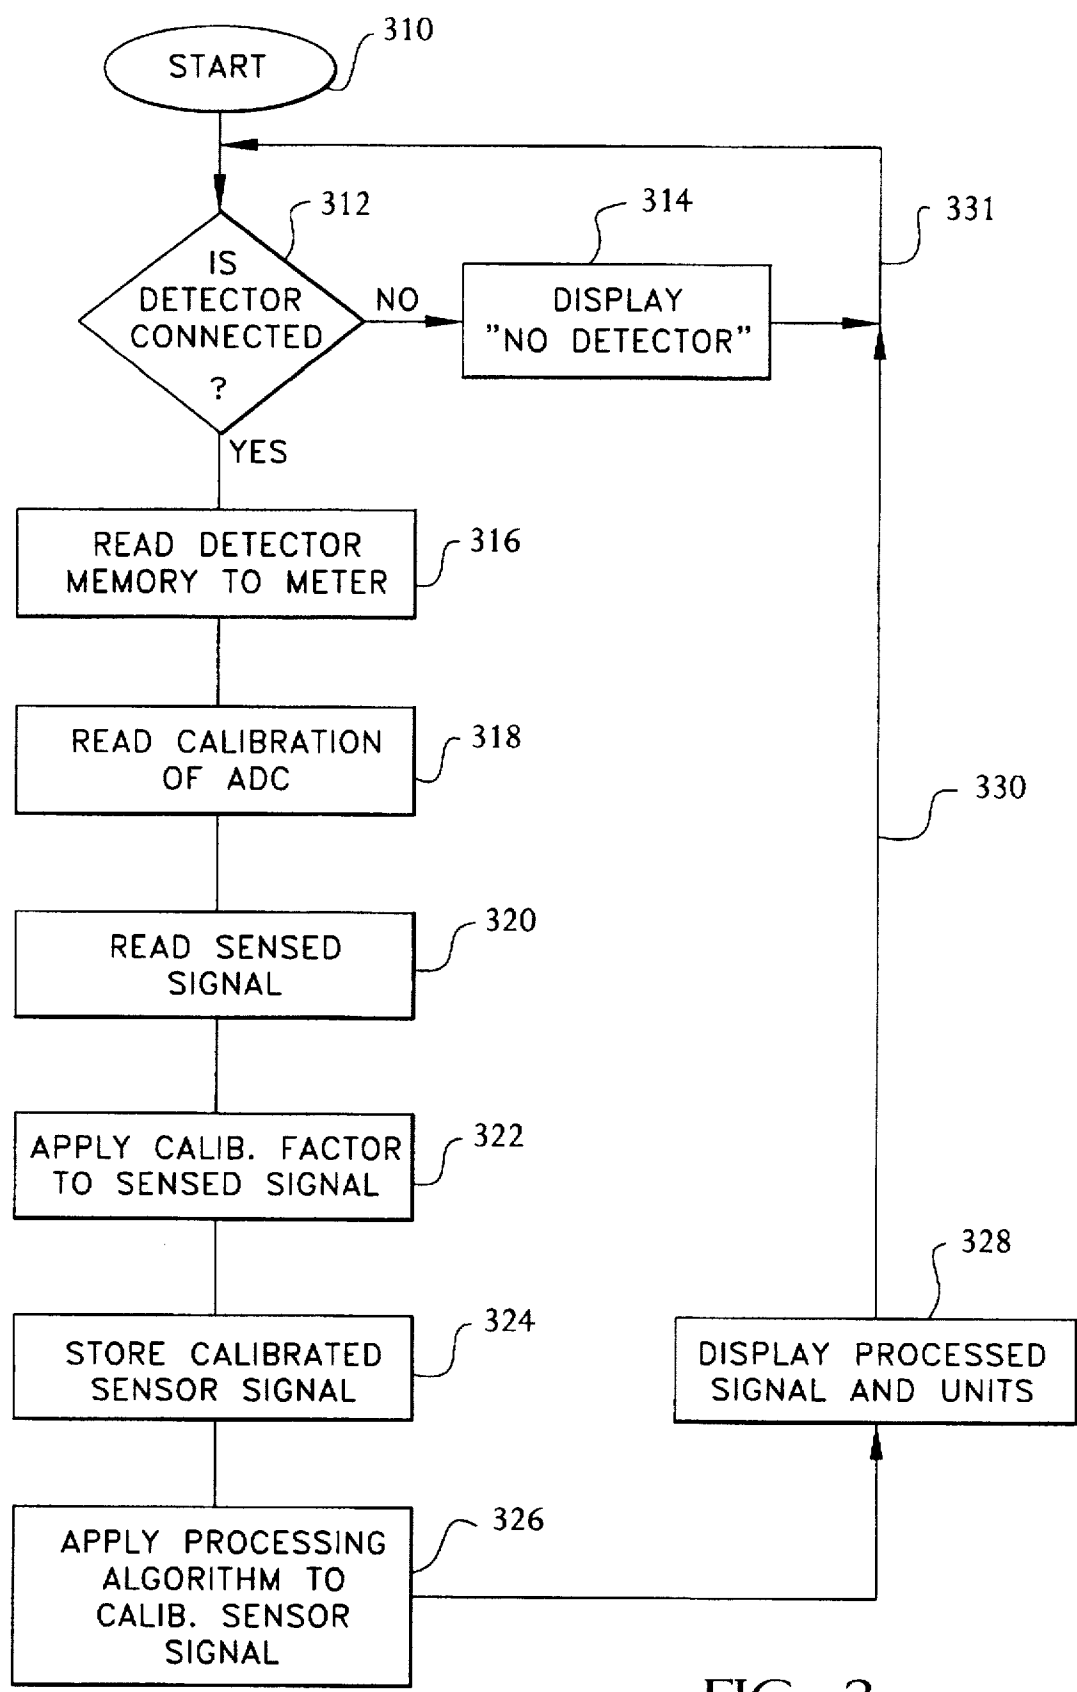 START
310
IS
DETECTOR
CONNECTED
?
312
NO
YES
DISPLAY
"NO DETECTOR"
314
331
READ DETECTOR
MEMORY TO METER
316
READ CALIBRATION
OF ADC
318
330
READ SENSED
SIGNAL
320
APPLY CALIB. FACTOR
TO SENSED SIGNAL
322
STORE CALIBRATED
SENSOR SIGNAL
324
APPLY PROCESSING
ALGORITHM TO
CALIB. SENSOR
SIGNAL
326
DISPLAY PROCESSED
SIGNAL AND UNITS
328